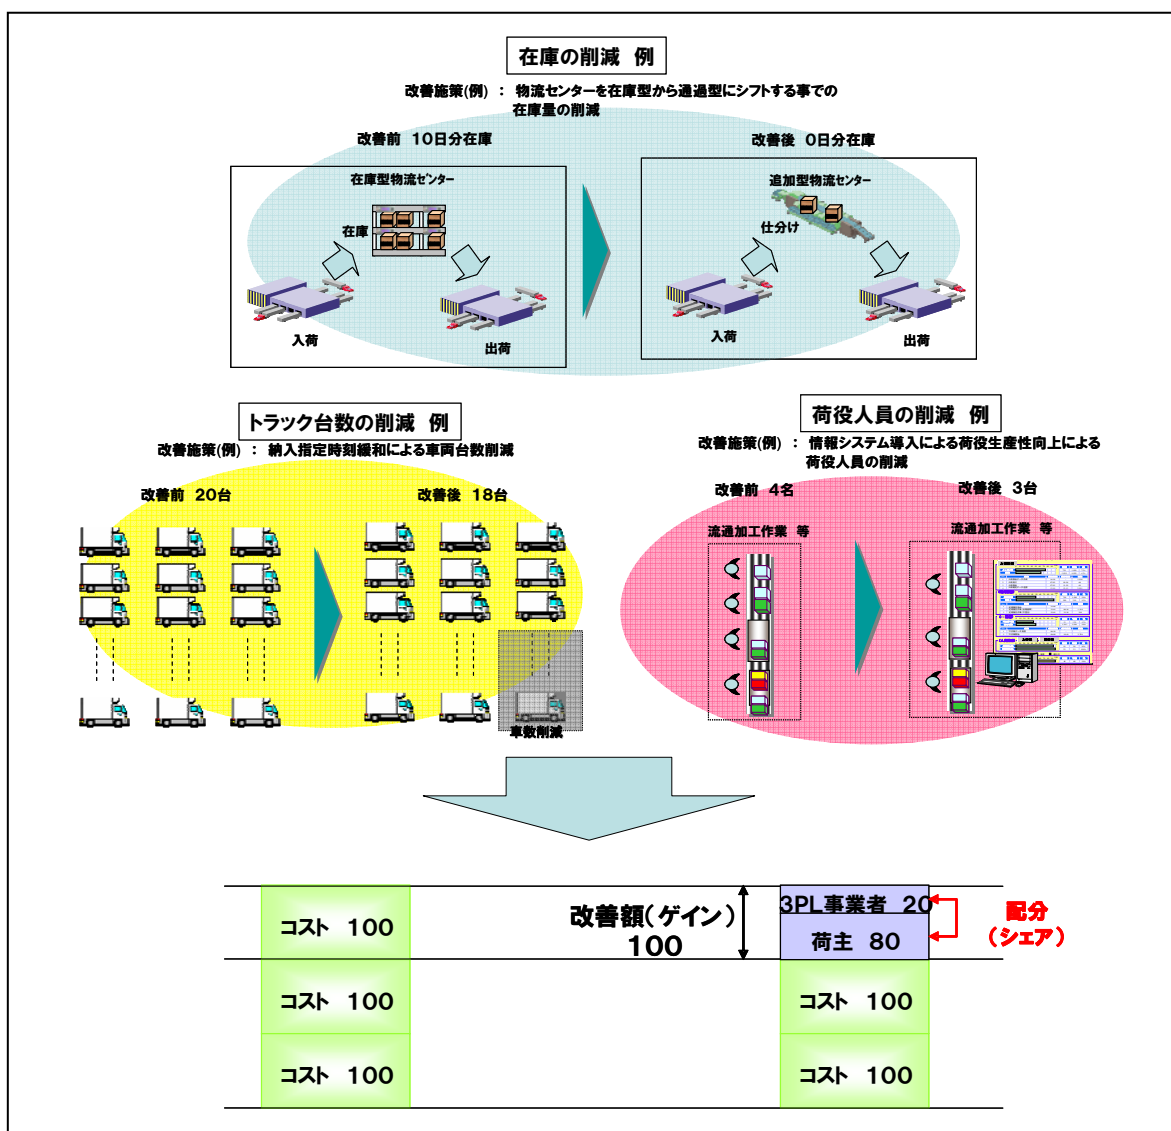 在庫の削減 例
改善施策(例) : 物流センターを在庫型から通過型にシフトする事での
在庫量の削減
改善前 10日分在庫
改善後 0日分在庫
在庫型物流センター
追加型物流センター
在庫
仕分け
入荷
出荷
入荷
出荷
トラック台数の削減 例
改善施策(例) : 納入指定時刻緩和による車両台数削減
改善前 20台
改善後 18台
車数削減
荷役人員の削減 例
改善施策(例) : 情報システム導入による荷役生産性向上による
荷役人員の削減
改善前 4名
改善後 3台
流通加工作業 等
流通加工作業 等
コスト 100
コスト 100
コスト 100
改善額(ゲイン)
100
3PL事業者 20
荷主 80
コスト 100
コスト 100
配分
(シェア)